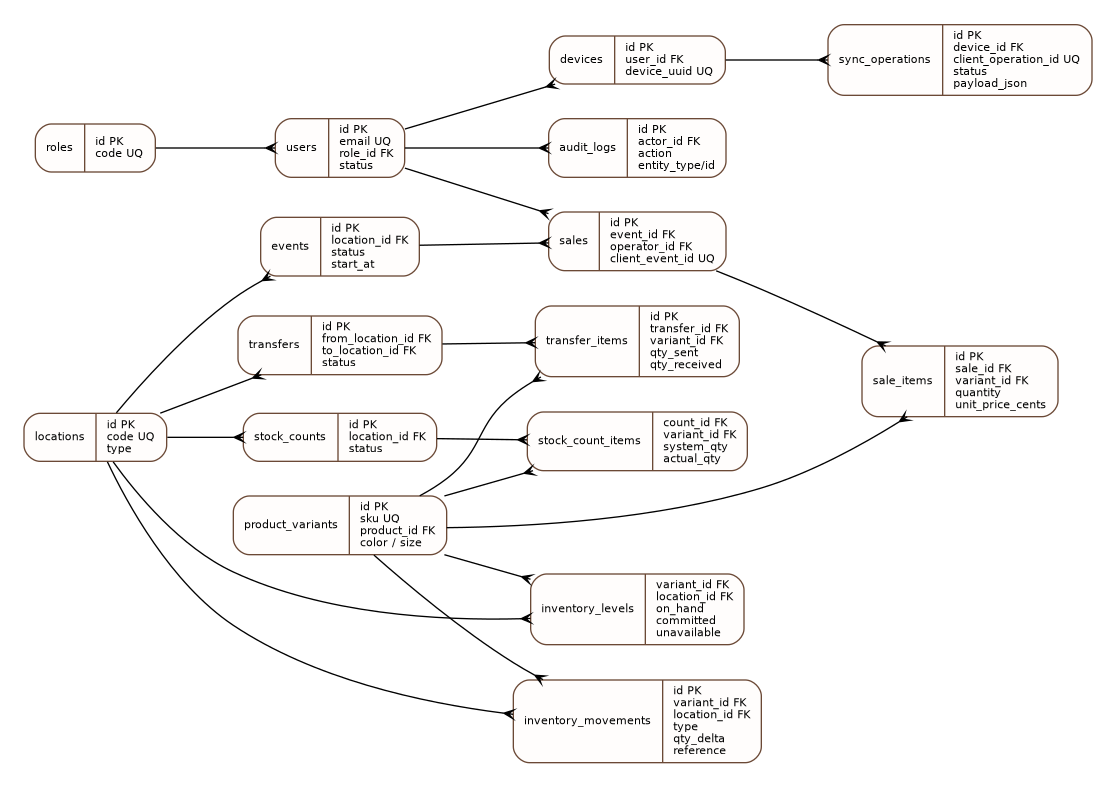 devices
id PK
user_id FK
device_uuid UQ
sync_operations
id PK
device_id FK
client_operation_id UQ
status
payload_json
roles
id PK
code UQ
users
id PK
email UQ
role_id FK
status
audit_logs
id PK
actor_id FK
action
entity_type/id
events
id PK
location_id FK
status
start_at
sales
id PK
event_id FK
operator_id FK
client_event_id UQ
transfers
id PK
from_location_id FK
to_location_id FK
status
transfer_items
id PK
transfer_id FK
variant_id FK
qty_sent
qty_received
sale_items
id PK
sale_id FK
variant_id FK
quantity
unit_price_cents
locations
id PK
code UQ
type
stock_counts
id PK
location_id FK
status
stock_count_items
count_id FK
variant_id FK
system_qty
actual_qty
product_variants
id PK
sku UQ
product_id FK
color / size
inventory_levels
variant_id FK
location_id FK
on_hand
committed
unavailable
inventory_movements
id PK
variant_id FK
location_id FK
type
qty_delta
reference